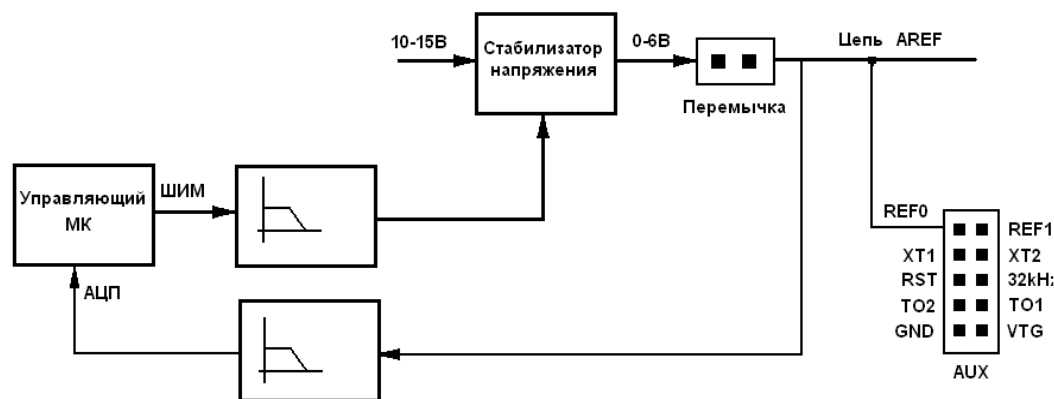 10-15В
Стабилизатор
напряжения
0-6В
Перемычка
Цепь AREF
Управляющий
МК
ШИМ
АЦП
REF0
REF1
XT1
XT2
RST
32kHz
TO2
TO1
GND
VTG
AUX